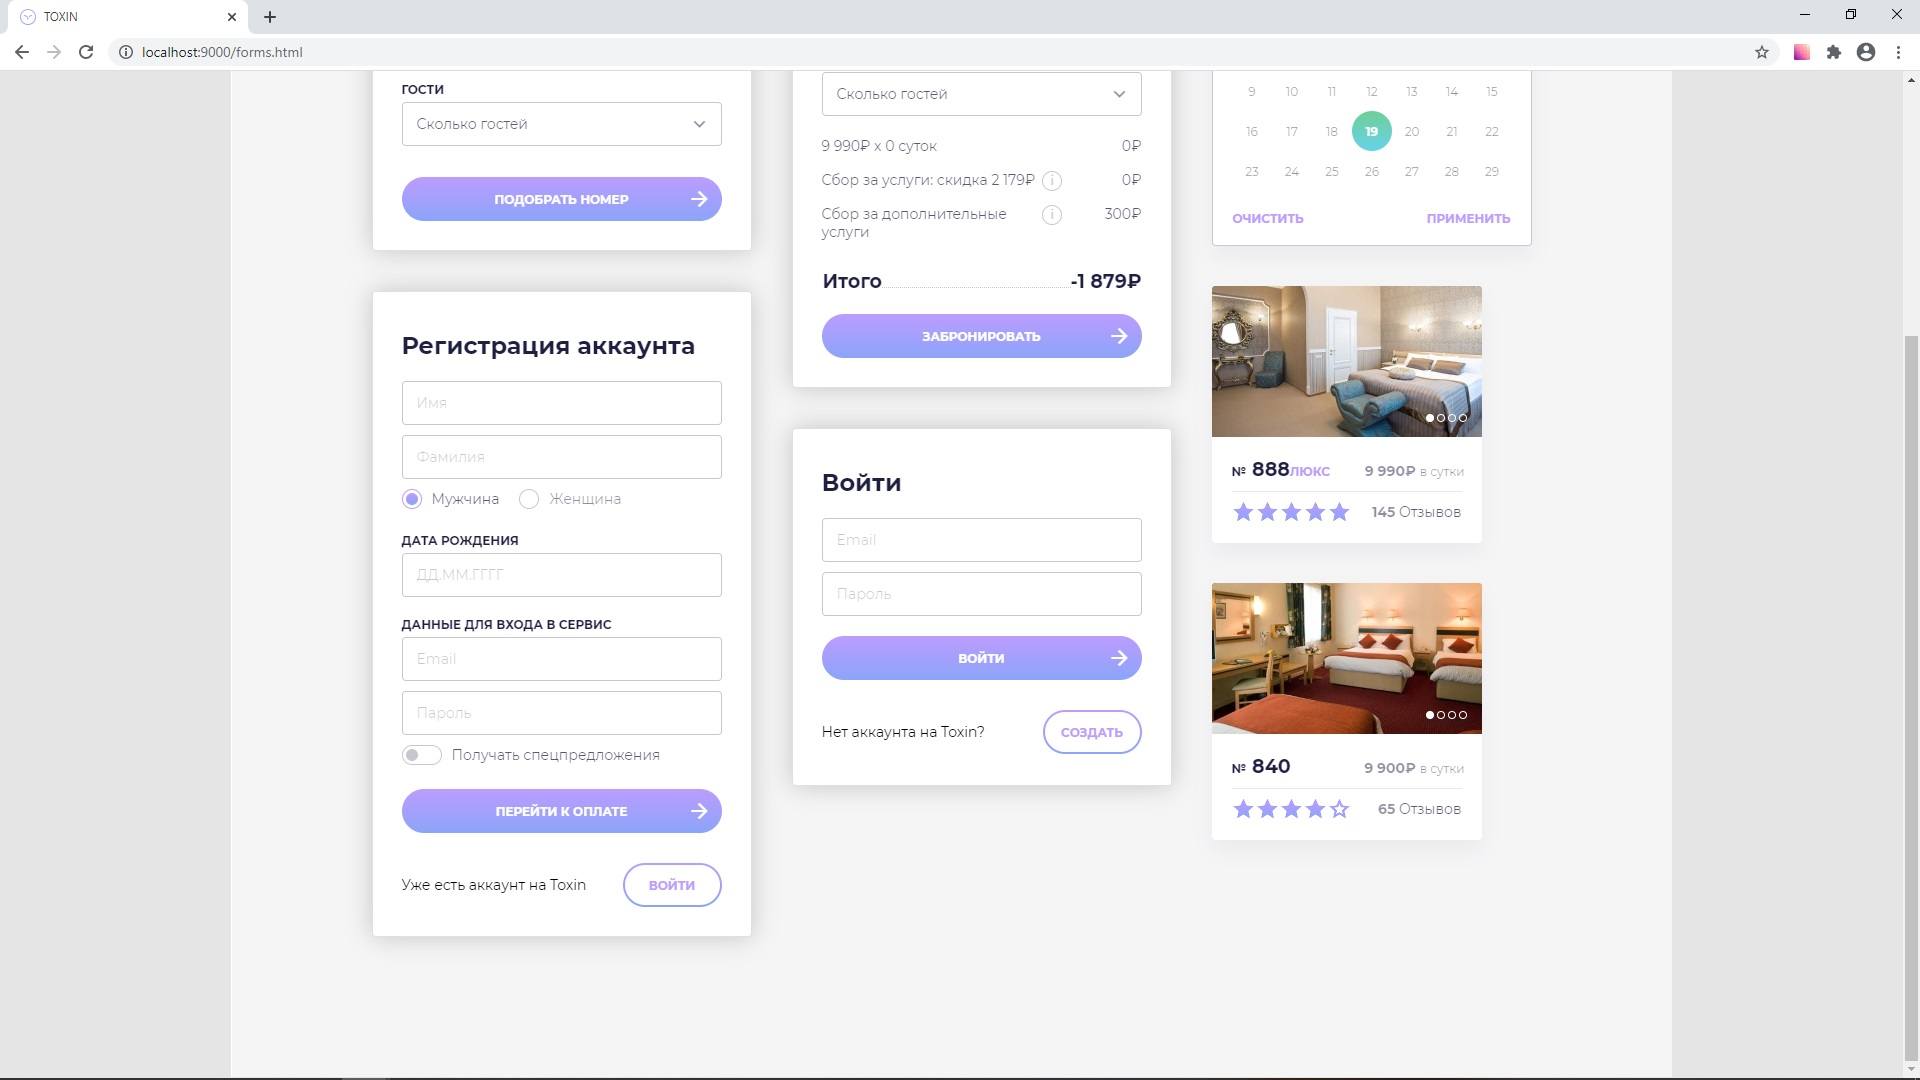 TOXIN
localhost:9000/forms.html
ГОСТИ
Сколько гостей
ПОДОБРАТЬ НОМЕР
Регистрация аккаунта
Имя
Фамилия
Мужчина Женщина
ДАТА РОЖДЕНИЯ
ДД.ММ.ГГГГ
ДАННЫЕ ДЛЯ ВХОДА В СЕРВИС
Email
Пароль
Получать спецпредложения
ПЕРЕЙТИ К ОПЛАТЕ
Уже есть аккаунт на Toxin ВОЙТИ
Сколько гостей
9 990₽ x 0 суток 0₽
Сбор за услуги: скидка 2 179₽ i 0₽
Сбор за дополнительные i 300₽
услуги
Итого -1 879₽
ЗАБРОНИРОВАТЬ
Войти
Email
Пароль
ВОЙТИ
Нет аккаунта на Toxin? СОЗДАТЬ
9 10 11 12 13 14 15
16 17 18 19 20 21 22
23 24 25 26 27 28 29
ОЧИСТИТЬ ПРИМЕНИТЬ
№ 888ЛЮКС 9 990₽ в сутки
145 Отзывов
№ 840 9 900₽ в сутки
65 Отзывов